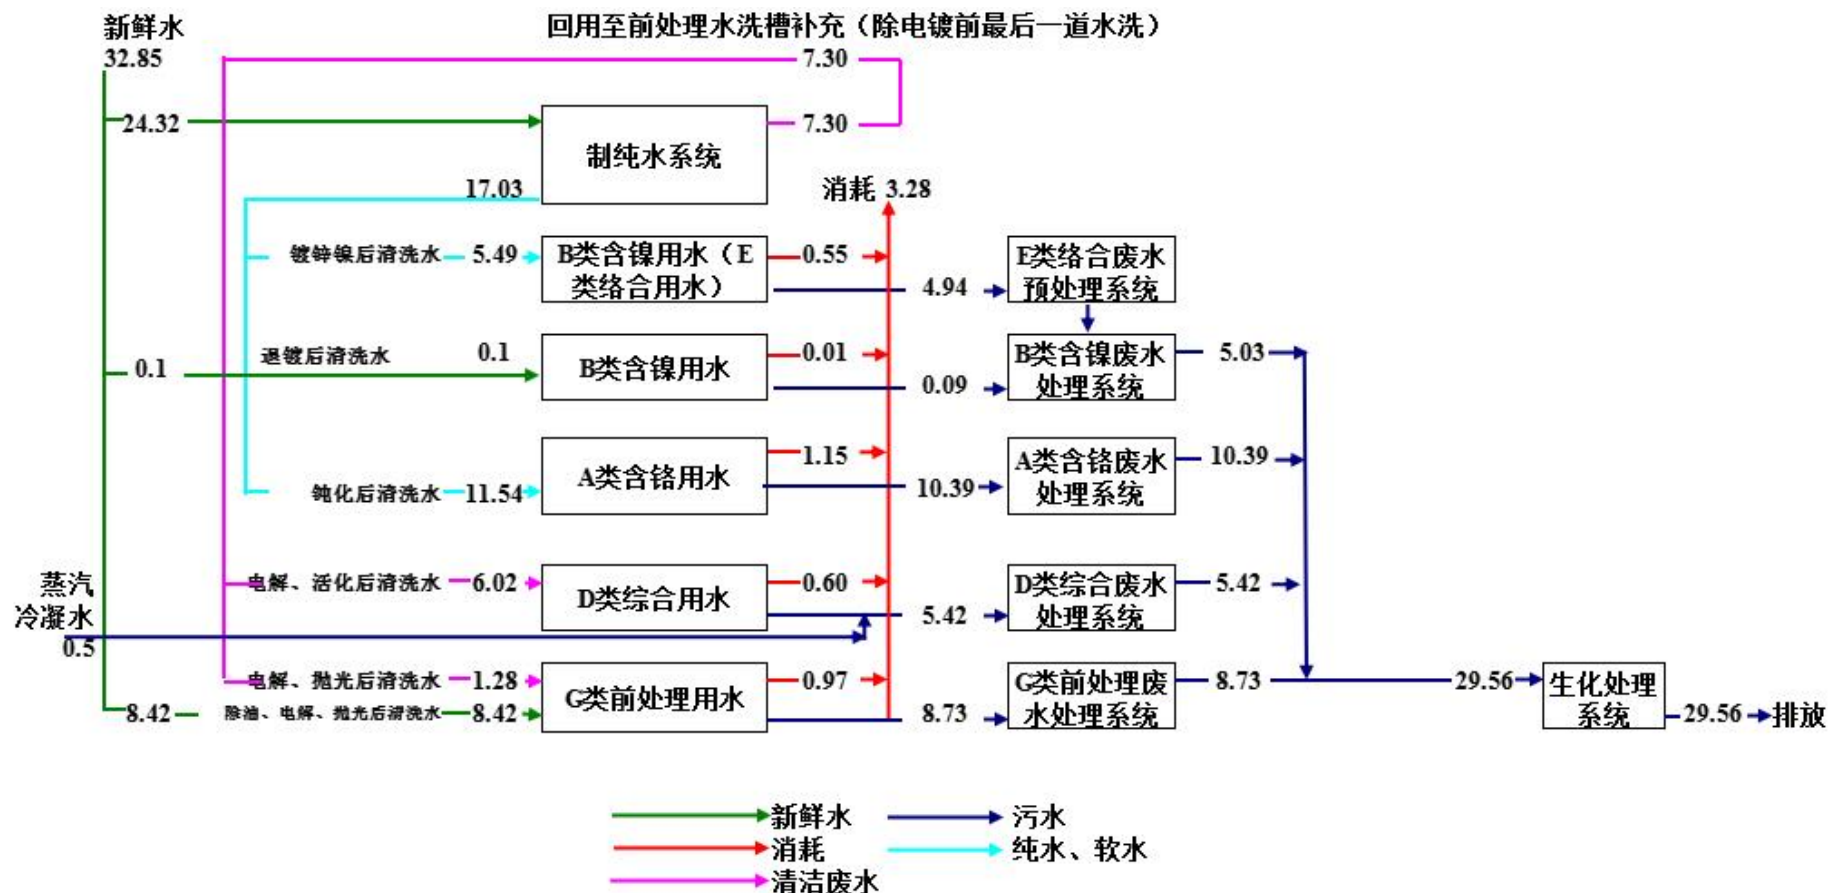 新鲜水
32.85
回用至前处理水洗槽补充（除电镀前最后一道水洗）
7.30
24.32
7.30
制纯水系统
17.03
消耗 3.28
镀锌镍后清洗水
5.49
B类含镍用水（E
类络合用水）
0.55
4.94
E类络合废水
预处理系统
0.1
退镀后清洗水
0.1
B类含镍用水
0.01
0.09
B类含镍废水
处理系统
5.03
钝化后清洗水
11.54
A类含铬用水
1.15
10.39
A类含铬废水
处理系统
10.39
蒸汽
冷凝水
0.5
电解、活化后清洗水
6.02
D类综合用水
0.60
5.42
D类综合废水
处理系统
5.42
电解、抛光后清洗水
1.28
8.42
除油、电解、抛光后清洗水
8.42
G类前处理用水
0.97
8.73
G类前处理废
水处理系统
8.73
29.56
生化处理
系统
29.56
排放
新鲜水
污水
消耗
纯水、软水
清洁废水